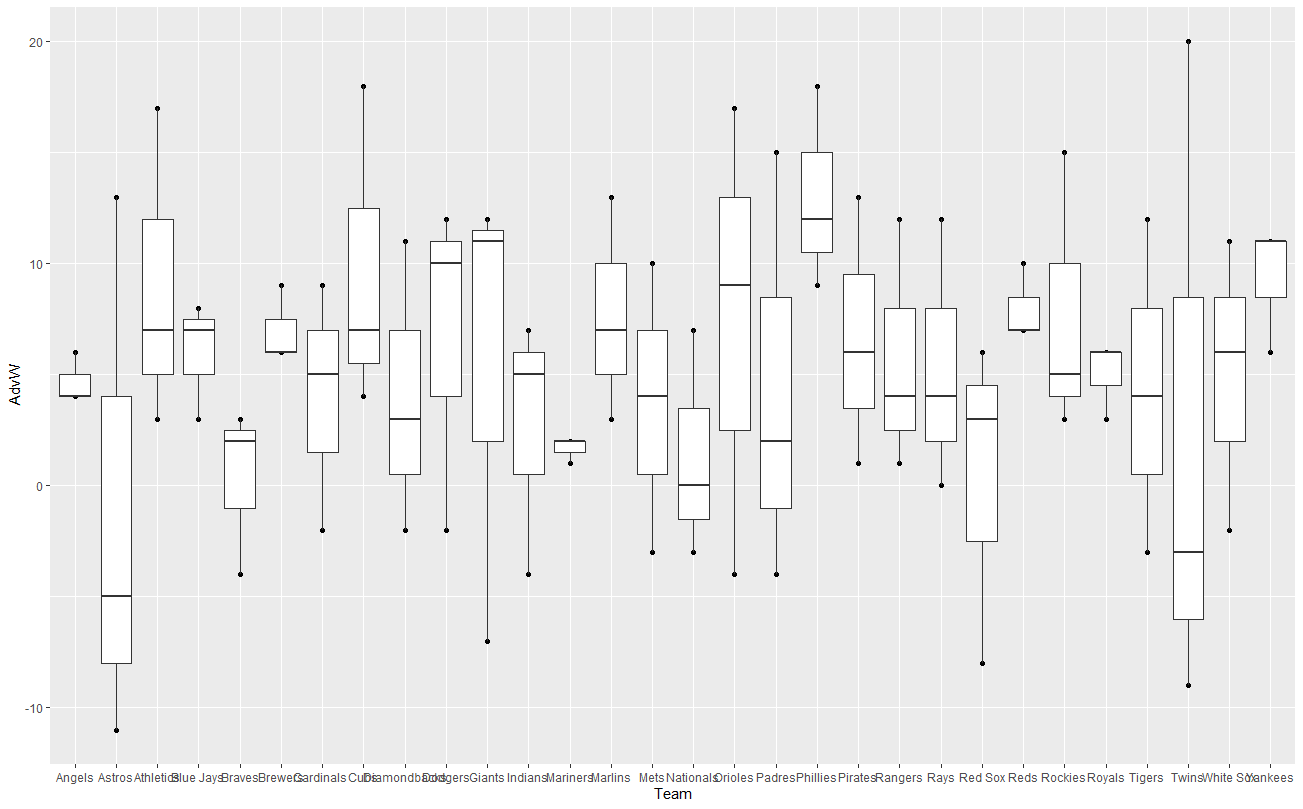 20
10
0
-10
AdvW
Angels Astros Athletics Blue Jays Braves Brewers Cardinals Cubs Diamondbacks Dodgers Giants Indians Mariners Marlins Mets Nationals Orioles Padres Phillies Pirates Rangers Rays Red Sox Reds Rockies Royals Tigers Twins White Sox Yankees
Team